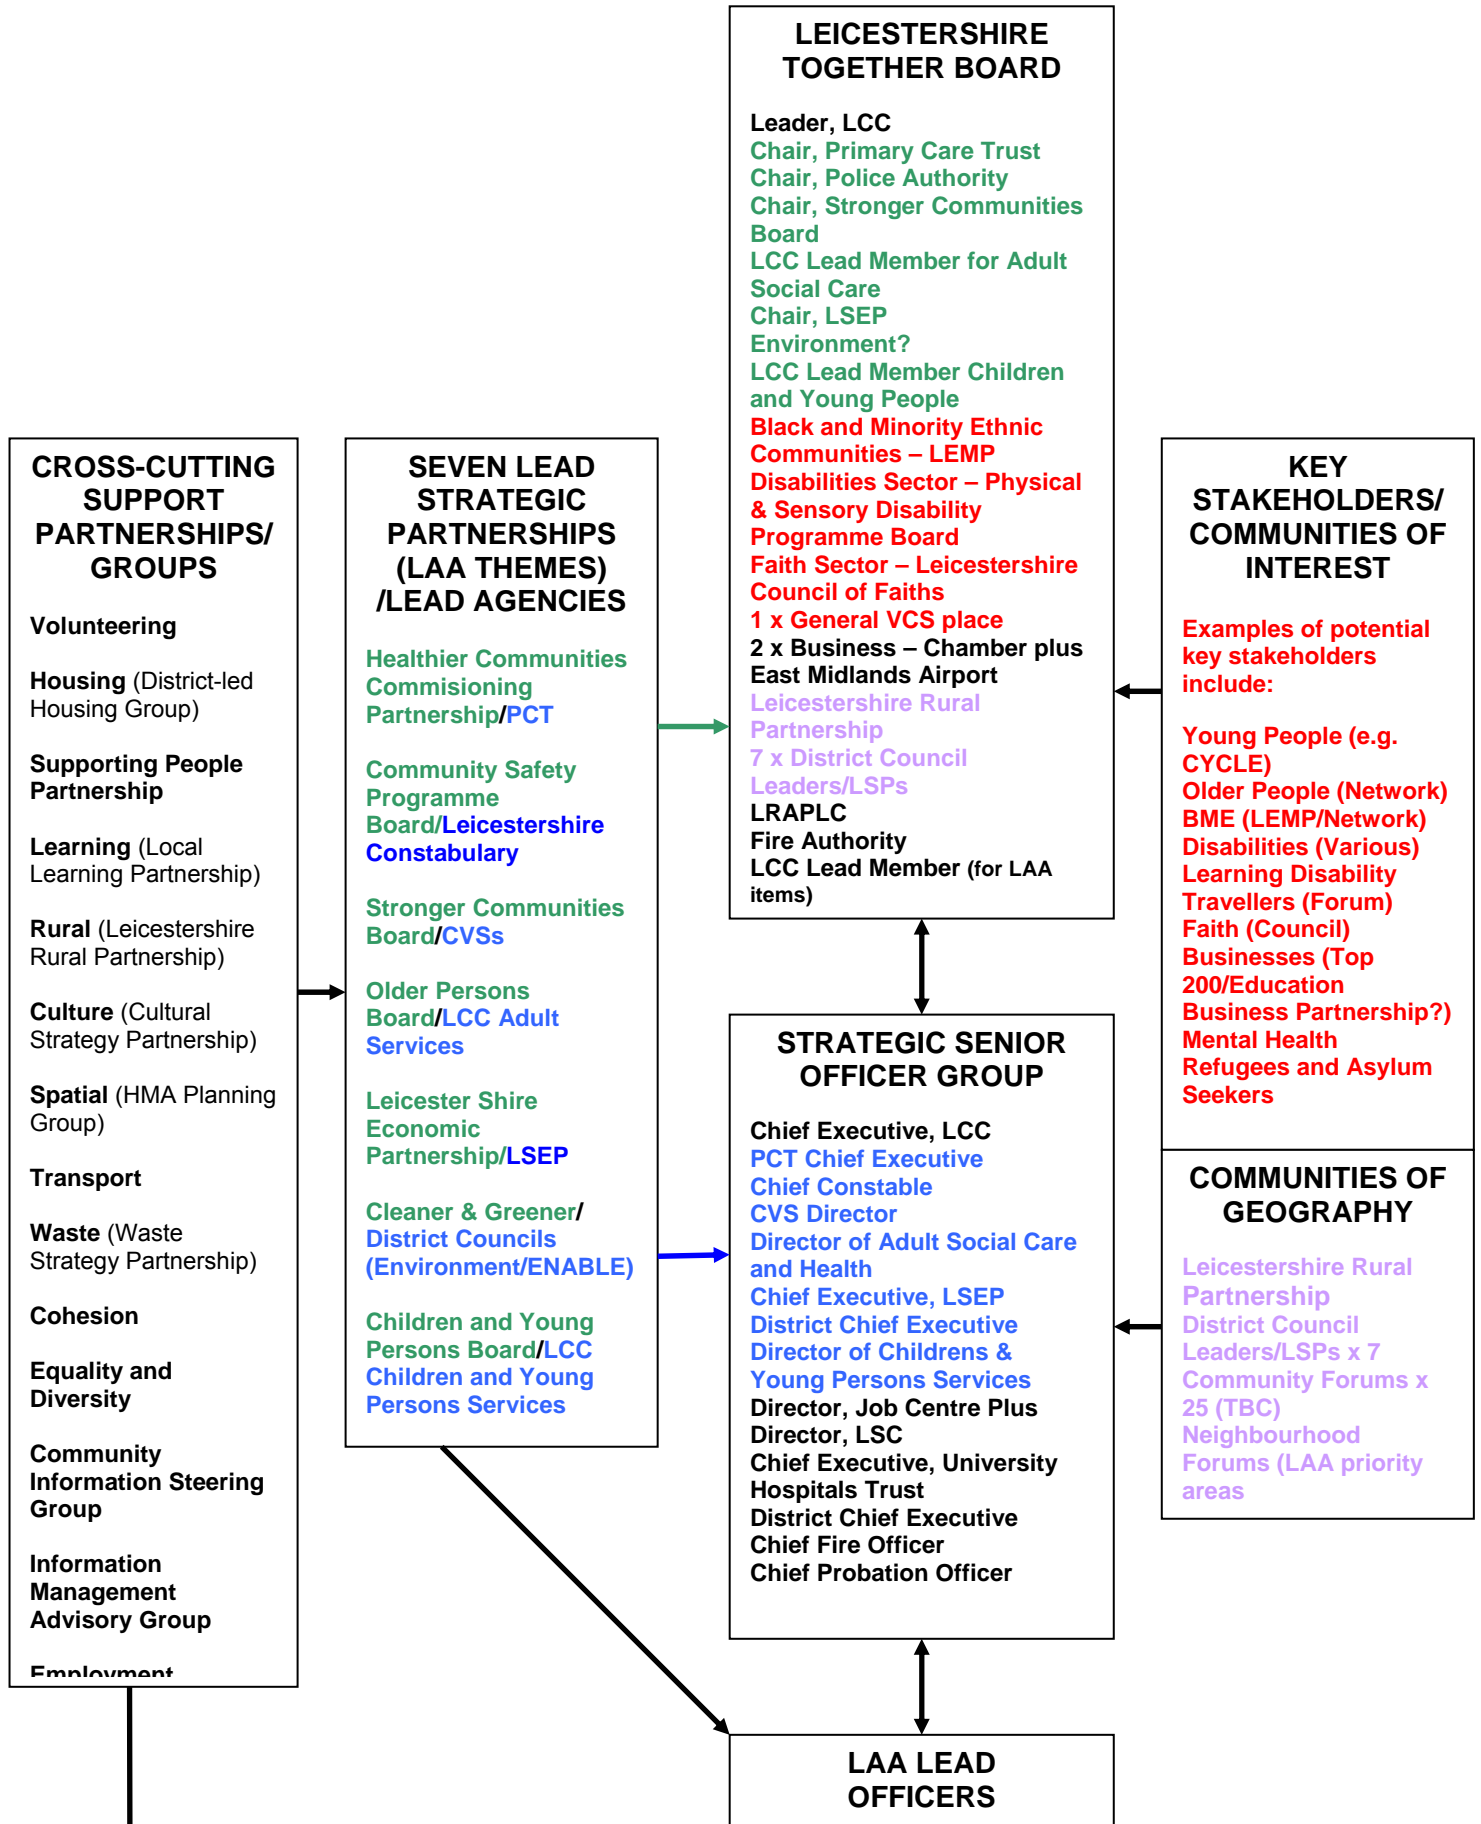 LEICESTERSHIRE
TOGETHER BOARD
Leader, LCC
Chair, Primary Care Trust
Chair, Police Authority
Chair, Stronger Communities
Board
LCC Lead Member for Adult
Social Care
Chair, LSEP
Environment?
LCC Lead Member Children
and Young People
Black and Minority Ethnic
Communities – LEMP
Disabilities Sector – Physical
& Sensory Disability
Programme Board
Faith Sector – Leicestershire
Council of Faiths
1 x General VCS place
2 x Business – Chamber plus
East Midlands Airport
Leicestershire Rural
Partnership
7 x District Council
Leaders/LSPs
LRAPLC
Fire Authority
LCC Lead Member (for LAA
items)
CROSS-CUTTING
SUPPORT
PARTNERSHIPS/
GROUPS
Volunteering
Housing (District-led
Housing Group)
Supporting People
Partnership
Learning (Local
Learning Partnership)
Rural (Leicestershire
Rural Partnership)
Culture (Cultural
Strategy Partnership)
Spatial (HMA Planning
Group)
Transport
Waste (Waste
Strategy Partnership)
Cohesion
Equality and
Diversity
Community
Information Steering
Group
Information
Management
Advisory Group
Employment
SEVEN LEAD
STRATEGIC
PARTNERSHIPS
(LAA THEMES)
/LEAD AGENCIES
Healthier Communities
Commisioning
Partnership/PCT
Community Safety
Programme
Board/Leicestershire
Constabulary
Stronger Communities
Board/CVSs
Older Persons
Board/LCC Adult
Services
Leicester Shire
Economic
Partnership/LSEP
Cleaner & Greener/
District Councils
(Environment/ENABLE)
Children and Young
Persons Board/LCC
Children and Young
Persons Services
KEY
STAKEHOLDERS/
COMMUNITIES OF
INTEREST
Examples of potential
key stakeholders
include:
Young People (e.g.
CYCLE)
Older People (Network)
BME (LEMP/Network)
Disabilities (Various)
Learning Disability
Travellers (Forum)
Faith (Council)
Businesses (Top
200/Education
Business Partnership?)
Mental Health
Refugees and Asylum
Seekers
STRATEGIC SENIOR
OFFICER GROUP
Chief Executive, LCC
PCT Chief Executive
Chief Constable
CVS Director
Director of Adult Social Care
and Health
Chief Executive, LSEP
District Chief Executive
Director of Childrens &
Young Persons Services
Director, Job Centre Plus
Director, LSC
Chief Executive, University
Hospitals Trust
District Chief Executive
Chief Fire Officer
Chief Probation Officer
COMMUNITIES OF
GEOGRAPHY
Leicestershire Rural
Partnership
District Council
Leaders/LSPs x 7
Community Forums x
25 (TBC)
Neighbourhood
Forums (LAA priority
areas
LAA LEAD
OFFICERS